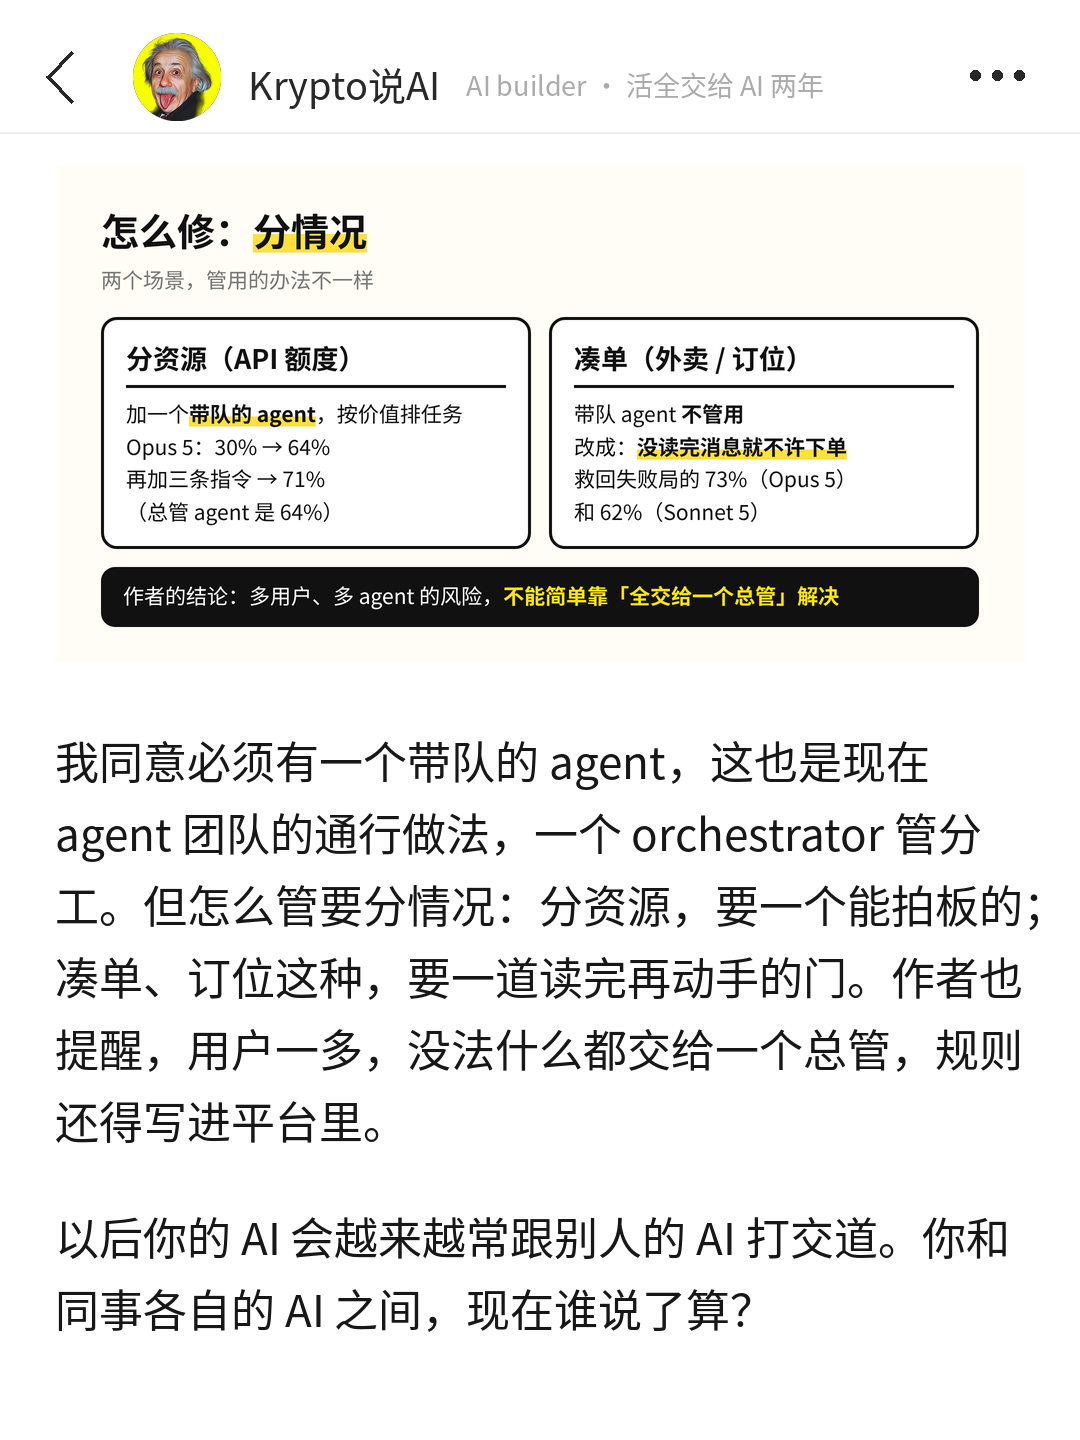 Krypto说AI AI builder · 活全交给 AI 两年
怎么修：分情况
两个场景，管用的办法不一样
分资源（API 额度）
加一个带队的 agent，按价值排任务
Opus 5：30% → 64%
再加三条指令 → 71%
（总管 agent 是 64%）
凑单（外卖 / 订位）
带队 agent 不管用
改成：没读完消息就不许下单
救回失败局的 73%（Opus 5）
和 62%（Sonnet 5）
作者的结论：多用户、多 agent 的风险，不能简单靠「全交给一个总管」解决
我同意必须有一个带队的 agent，这也是现在
agent 团队的通行做法，一个 orchestrator 管分
工。但怎么管要分情况：分资源，要一个能拍板的；
凑单、订位这种，要一道读完再动手的门。作者也
提醒，用户一多，没法什么都交给一个总管，规则
还得写进平台里。
以后你的 AI 会越来越常跟别人的 AI 打交道。你和
同事各自的 AI 之间，现在谁说了算？